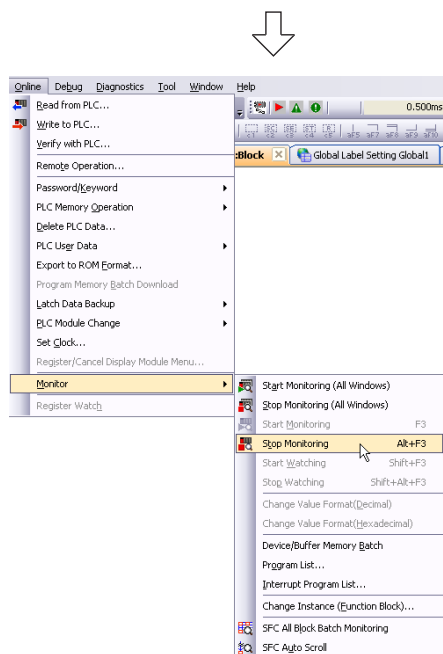 Online Debug Diagnostics Tool Window Help
Read from PLC...
0.500ms
Write to PLC...
Verify with PLC...
sF5 sF7 sF8 sF9 sF10
:Block Global Label Setting Global1
Remote Operation...
Password/Keyword
PLC Memory Operation
Delete PLC Data...
PLC User Data
Export to ROM Format...
Program Memory Batch Download
Latch Data Backup
PLC Module Change
Set Clock...
Register/Cancel Display Module Menu...
Monitor
Start Monitoring (All Windows)
Register Watch
Stop Monitoring (All Windows)
Start Monitoring F3
Stop Monitoring Alt+F3
Start Watching Shift+F3
Stop Watching Shift+Alt+F3
Change Value Format(Decimal)
Change Value Format(Hexadecimal)
Device/Buffer Memory Batch
Program List...
Interrupt Program List...
Change Instance (Function Block)...
SFC All Block Batch Monitoring
SFC Auto Scroll